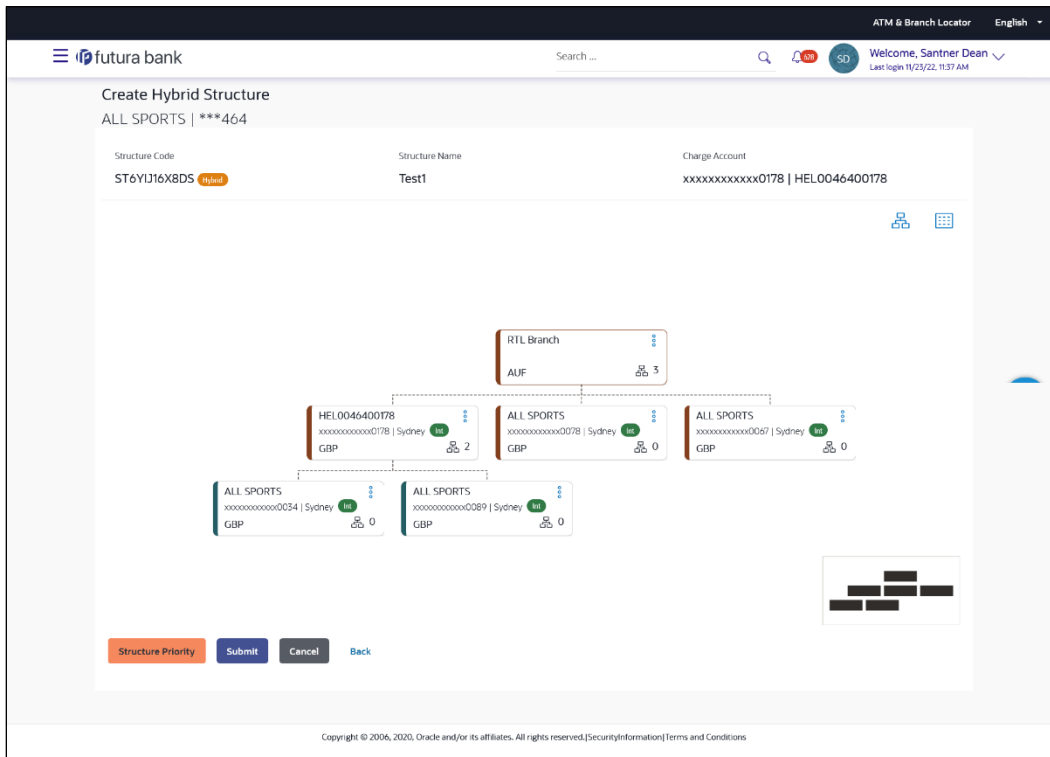 ATM & Branch Locator English
futura bank Search ... 628 SD Welcome, Santner Dean
Last login 11/23/22, 11:37 AM
Create Hybrid Structure
ALL SPORTS | ***464
Structure Code Structure Name Charge Account
ST6YIJ16X8DS Hybrid Test1 xxxxxxxxxxxx0178 | HEL0046400178
RTL Branch
AUF 3
HEL0046400178 ALL SPORTS ALL SPORTS
xxxxxxxxxxxx0178 | Sydney Int xxxxxxxxxxxx0078 | Sydney Int xxxxxxxxxxxx0067 | Sydney Int
GBP 2 GBP 0 GBP 0
ALL SPORTS ALL SPORTS
xxxxxxxxxxxx0034 | Sydney Int xxxxxxxxxxxx0089 | Sydney Int
GBP 0 GBP 0
Structure Priority Submit Cancel Back
Copyright © 2006, 2020, Oracle and/or its affiliates. All rights reserved.|SecurityInformation|Terms and Conditions